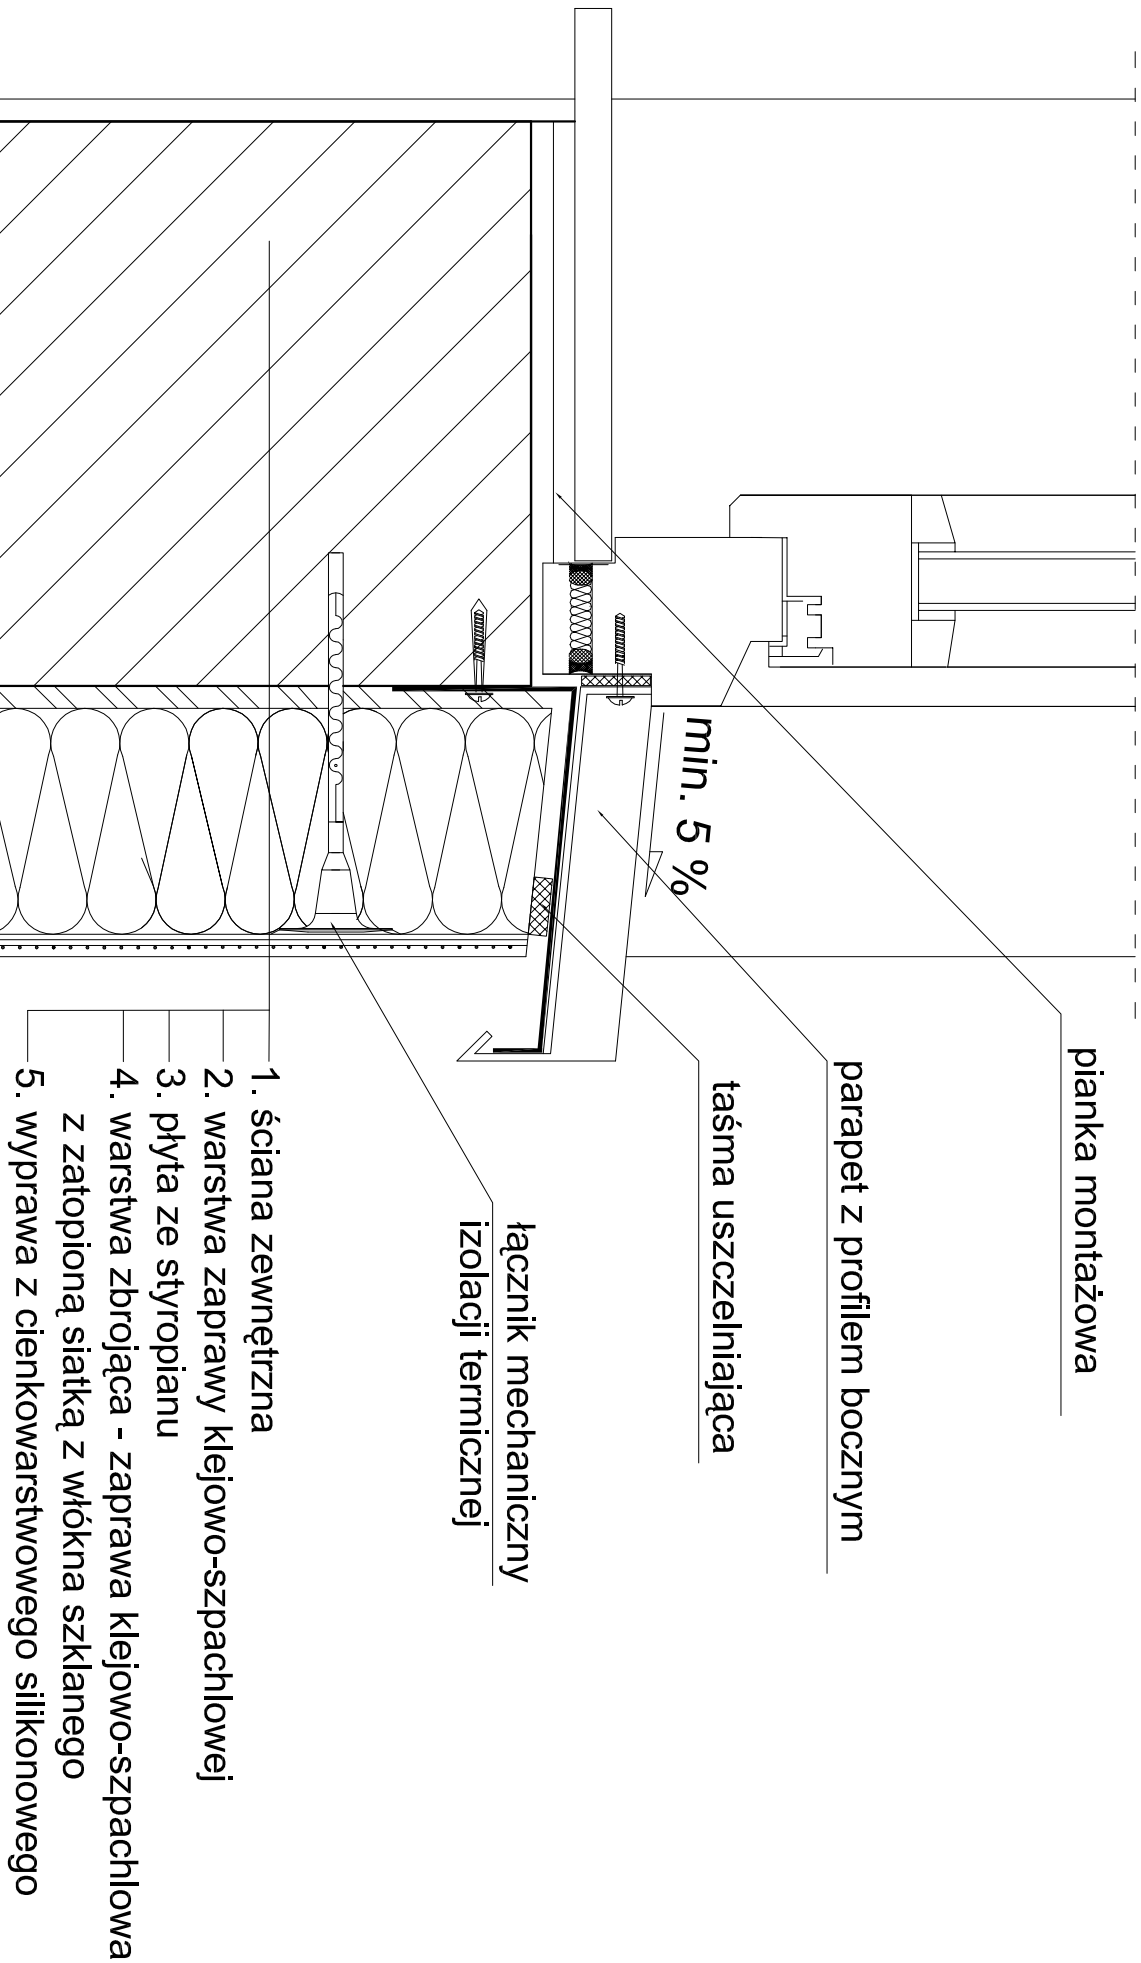 pianka montażowa
parapet z profilem bocznym
min. 5 %
taśma uszczelniająca
łącznik mechaniczny
izolacji termicznej
1. ściana zewnętrzna
2. warstwa zaprawy klejowo-szpachlowej
3. płyta ze styropianu
4. warstwa zbrojąca - zaprawa klejowo-szpachlowa
z zatopioną siatką z włókna szklanego
5. wyprawa z cienkowarstwowego silikonowego